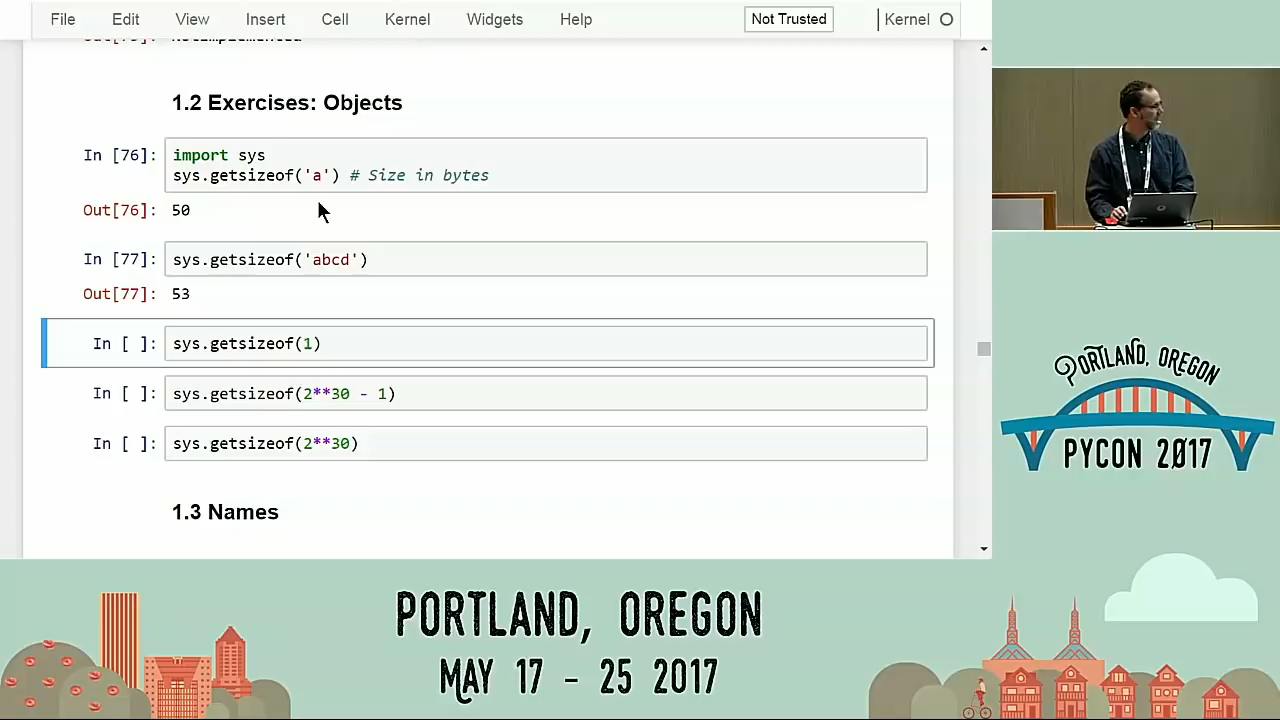 File Edit View Insert Cell Kernel Widgets Help Not Trusted Kernel
1.2 Exercises: Objects
In [76]: import sys
sys.getsizeof('a') # Size in bytes
Out[76]: 50
In [77]: sys.getsizeof('abcd')
Out[77]: 53
In [ ]: sys.getsizeof(1)
In [ ]: sys.getsizeof(2**30 - 1)
In [ ]: sys.getsizeof(2**30)
1.3 Names
PORTLAND, OREGON
PYCON 2017
PORTLAND, OREGON
MAY 17 - 25 2017